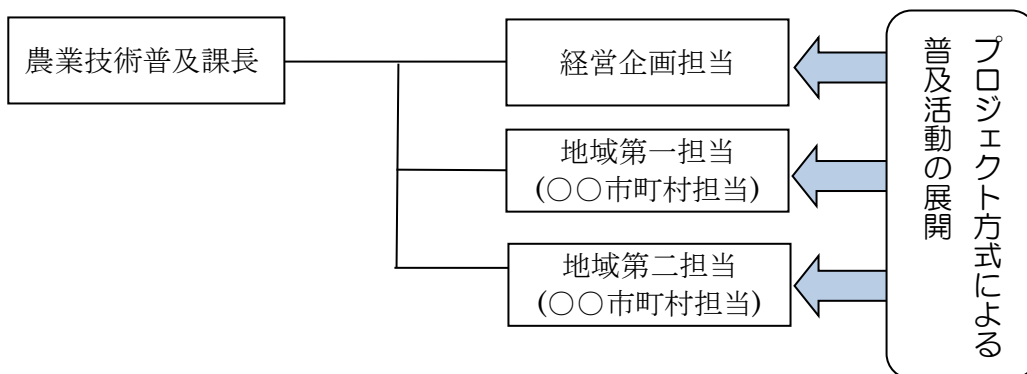 農業技術普及課長
経営企画担当
地域第一担当
(○○市町村担当)
地域第二担当
(○○市町村担当)
プロジェクト方式による
普及活動の展開